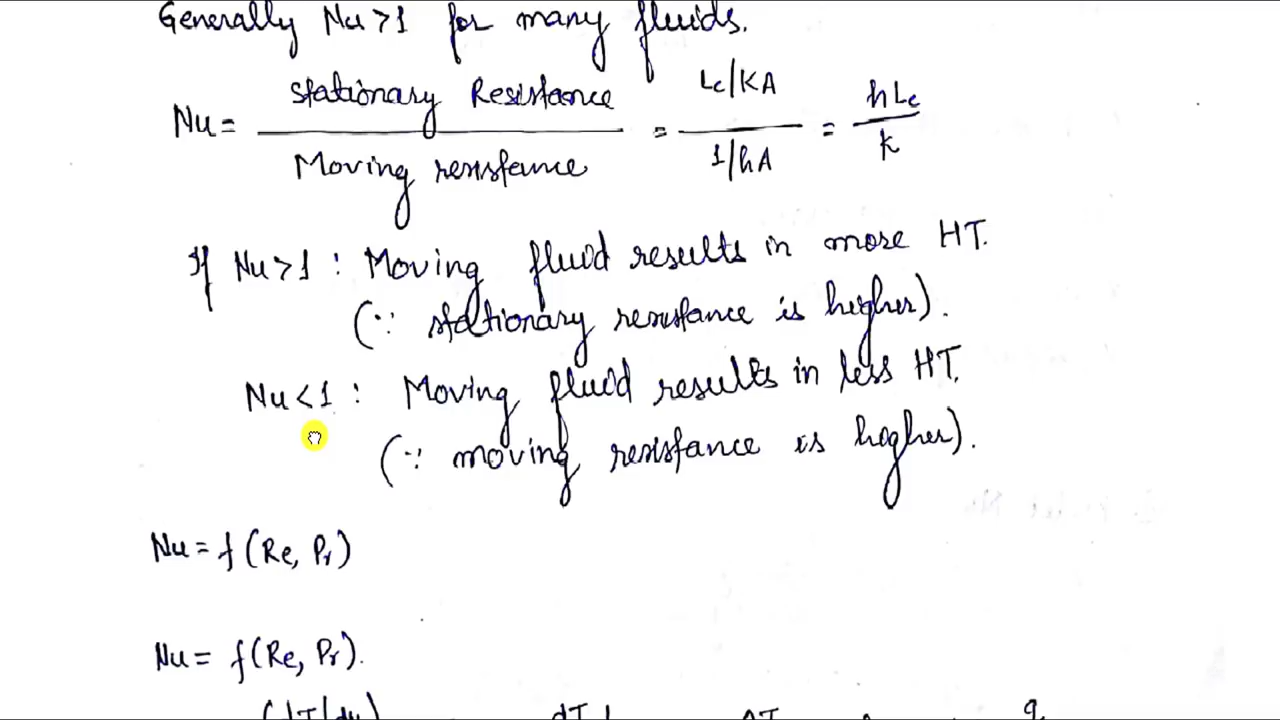 Generally Nu > 1 for many fluids.
Nu = stationary Resistance / Moving resistance = Lc/KA / 1/hA = hLc / k
If Nu > 1 : Moving fluid results in more HT.
(∵ stationary resistance is higher).
Nu < 1 : Moving fluid results in less HT.
(∵ moving resistance is higher).
Nu = f (Re, Pr)
Nu = f(Re, Pr).